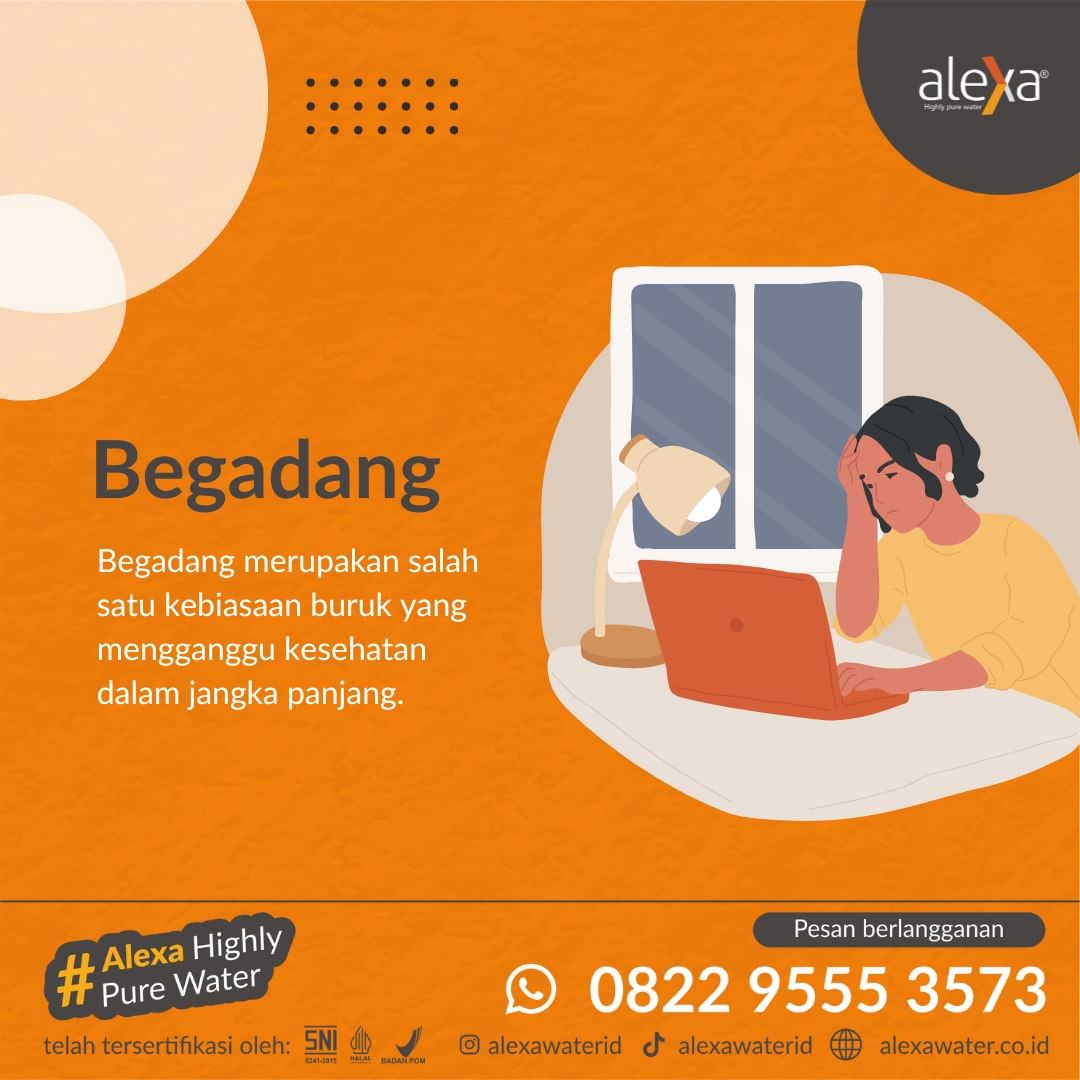 alexa®
Highly pure water
Begadang
Begadang merupakan salah
satu kebiasaan buruk yang
mengganggu kesehatan
dalam jangka panjang.
#Alexa Highly
Pure Water
Pesan berlangganan
0822 9555 3573
telah tersertifikasi oleh:
SNI
6241-2015
HALAL
BADAN POM
alexawaterid
alexawaterid
alexawater.co.id